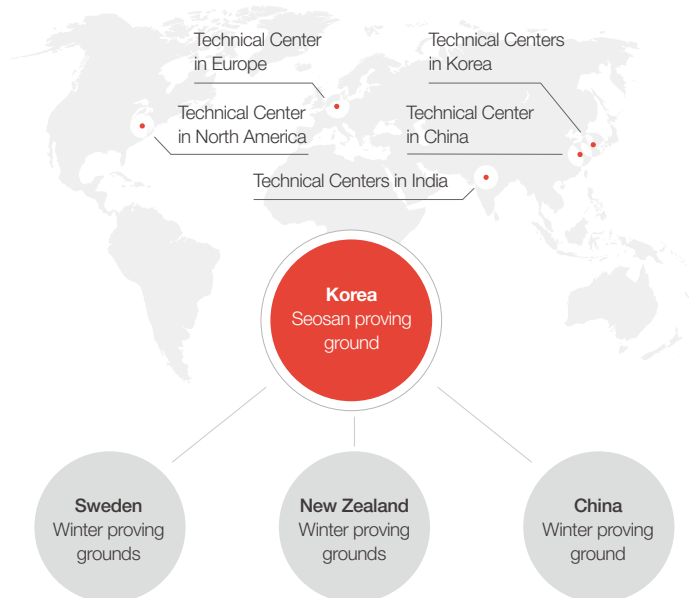 Technical Center
in Europe
Technical Centers
in Korea
Technical Center
in North America
Technical Center
in China
Technical Centers in India
Korea
Seosan proving
ground
Sweden
Winter proving
grounds
New Zealand
Winter proving
grounds
China
Winter proving
ground